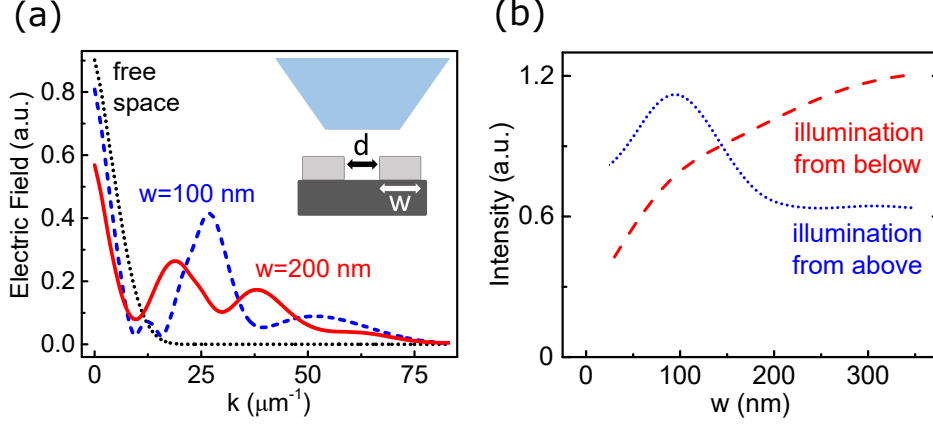 (a)
Electric Field (a.u.)
0.8
0.6
0.4
0.2
0.0
free
space
w=100 nm
w=200 nm
d
w
0
25
50
75
k (μm⁻¹)
(b)
Intensity (a.u.)
1.2
0.6
0
illumination
from below
illumination
from above
0
100
200
300
w (nm)